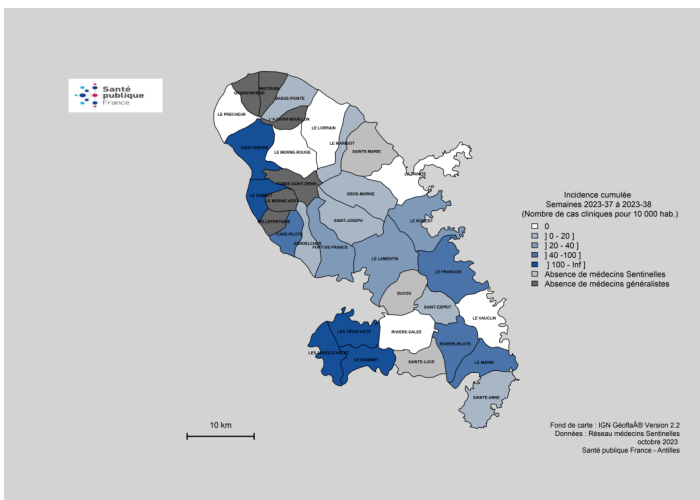 Santé
publique
France
MACOUBA
GRAND'RIVIERE
BASSE-POINTE
LE PRECHEUR
L'AJOUPA-BOUILLON
LE LORRAIN
LE MARIGOT
SAINT-PIERRE
LE MORNE-ROUGE
SAINTE-MARIE
LA TRINITE
FONDS-SAINT-DENIS
LE CARBET
GROS-MORNE
LE MORNE-VERT
BELLEFONTAINE
SAINT-JOSEPH
LE ROBERT
CASE-PILOTE
SCHOELCHER
FORT-DE-FRANCE
LE LAMENTIN
LE FRANCOIS
DUCOS
SAINT-ESPRIT
LE VAUCLIN
LES TROIS-ILETS
RIVIERE-SALEE
RIVIERE-PILOTE
LES ANSES-D'ARLET
LE DIAMANT
SAINTE-LUCE
LE MARIN
SAINTE-ANNE
Incidence cumulée
Semaines 2023-37 à 2023-38
(Nombre de cas cliniques pour 10 000 hab.)
0
] 0 - 20 ]
] 20 - 40 ]
] 40 -100 ]
] 100 - Inf ]
Absence de médecins Sentinelles
Absence de médecins généralistes
10 km
Fond de carte : IGN GéoflaÂ® Version 2.2
Données : Réseau médecins Sentinelles
octobre 2023
Santé publique France - Antilles